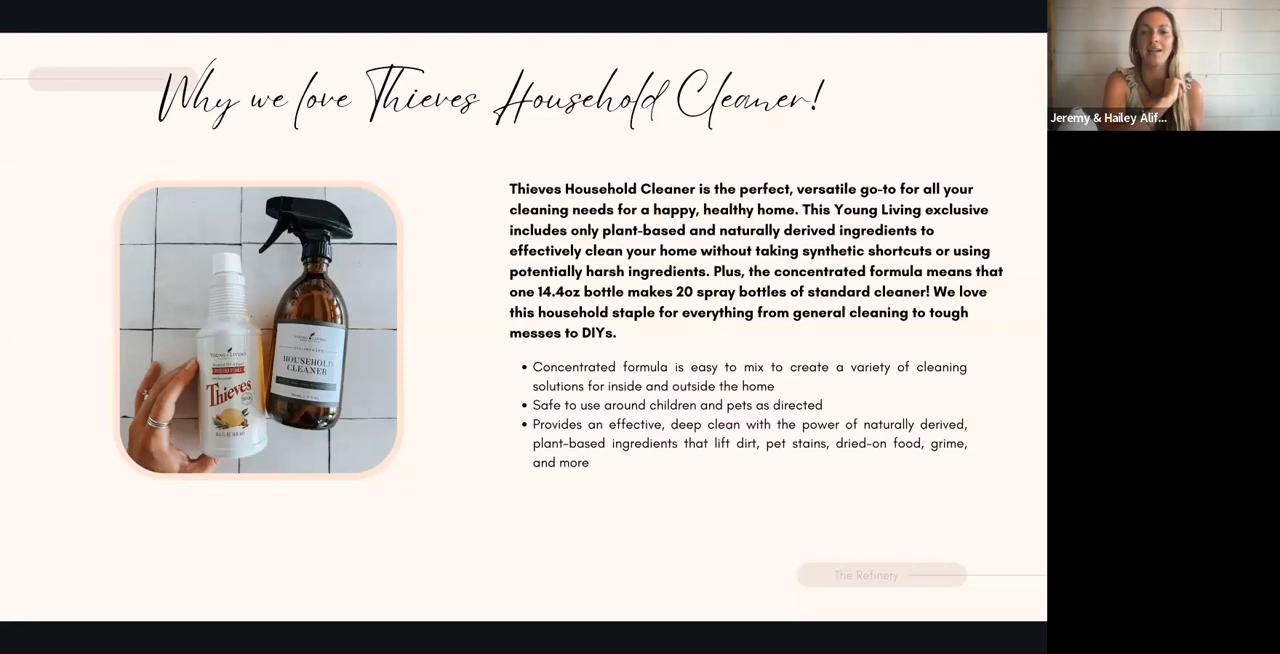 Why we love Thieves Household Cleaner!
Jeremy & Hailey Alif...
Thieves Household Cleaner is the perfect, versatile go-to for all your
cleaning needs for a happy, healthy home. This Young Living exclusive
includes only plant-based and naturally derived ingredients to
effectively clean your home without taking synthetic shortcuts or using
potentially harsh ingredients. Plus, the concentrated formula means that
one 14.4oz bottle makes 20 spray bottles of standard cleaner! We love
this household staple for everything from general cleaning to tough
messes to DIYs.
• Concentrated formula is easy to mix to create a variety of cleaning
solutions for inside and outside the home
• Safe to use around children and pets as directed
• Provides an effective, deep clean with the power of naturally derived,
plant-based ingredients that lift dirt, pet stains, dried-on food, grime,
and more
YOUNG LIVING
Thieves
YOUNG LIVING
HOUSEHOLD
CLEANER
The Refinery